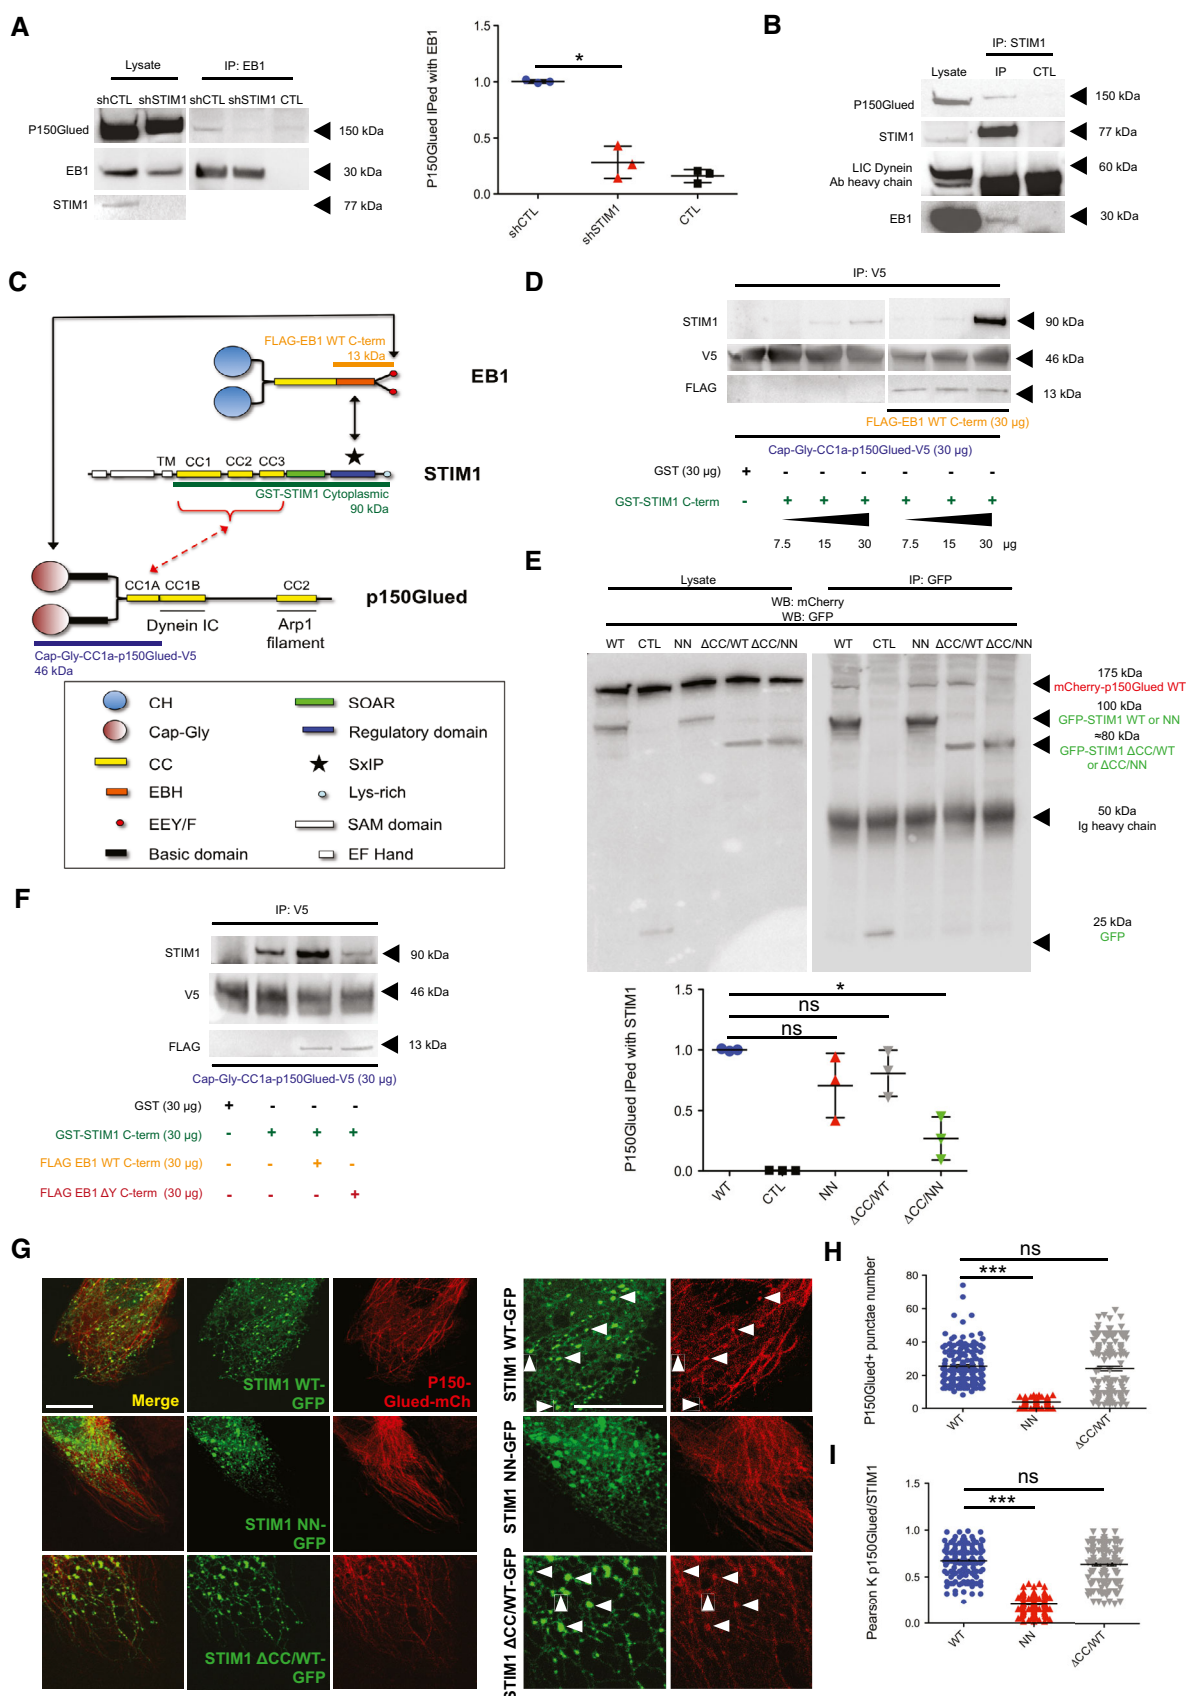 A
Lysate
IP: EB1
shCTL shSTIM1 shCTL shSTIM1 CTL
P150Glued
150 kDa
EB1
30 kDa
STIM1
77 kDa
P150Glued IPed with EB1
1.5
1.0
0.5
0.0
*
shCTL
shSTIM1
CTL
B
IP: STIM1
Lysate IP CTL
P150Glued
150 kDa
STIM1
77 kDa
LIC Dynein
Ab heavy chain
60 kDa
EB1
30 kDa
C
FLAG-EB1 WT C-term
13 kDa
EB1
TM CC1 CC2 CC3
STIM1
GST-STIM1 Cytoplasmic
90 kDa
CC1A CC1B CC2
p150Glued
Dynein IC
Arp1
filament
Cap-Gly-CC1a-p150Glued-V5
46 kDa
CH
SOAR
Cap-Gly
Regulatory domain
CC
SxIP
EBH
Lys-rich
EEY/F
SAM domain
Basic domain
EF Hand
D
IP: V5
STIM1
90 kDa
V5
46 kDa
FLAG
13 kDa
FLAG-EB1 WT C-term (30 µg)
Cap-Gly-CC1a-p150Glued-V5 (30 µg)
GST (30 µg) + - - - - - -
GST-STIM1 C-term - + + + + + +
7.5 15 30 7.5 15 30 µg
E
Lysate
IP: GFP
WB: mCherry
WB: GFP
WT CTL NN ΔCC/WT ΔCC/NN WT CTL NN ΔCC/WT ΔCC/NN
175 kDa
mCherry-p150Glued WT
100 kDa
GFP-STIM1 WT or NN
≈80 kDa
GFP-STIM1 ΔCC/WT
or ΔCC/NN
50 kDa
Ig heavy chain
25 kDa
GFP
P150Glued IPed with STIM1
1.5
1.0
0.5
0.0
*
ns
ns
WT
CTL
NN
ΔCC/WT
ΔCC/NN
F
IP: V5
STIM1
90 kDa
V5
46 kDa
FLAG
13 kDa
Cap-Gly-CC1a-p150Glued-V5 (30 µg)
GST (30 µg) + - - -
GST-STIM1 C-term (30 µg) - + + +
FLAG EB1 WT C-term (30 µg) - - + -
FLAG EB1 ΔY C-term (30 µg) - - - +
G
Merge
STIM1 WT-
GFP
P150-
Glued-mCh
STIM1 NN-
GFP
STIM1 ΔCC/WT-
GFP
STIM1 WT-GFP
STIM1 NN-GFP
STIM1 ΔCC/WT-GFP
H
P150Glued+ punctae number
80
60
40
20
0
ns
***
WT
NN
ΔCC/WT
I
Pearson K p150Glued/STIM1
1.5
1.0
0.5
0.0
ns
***
WT
NN
ΔCC/WT